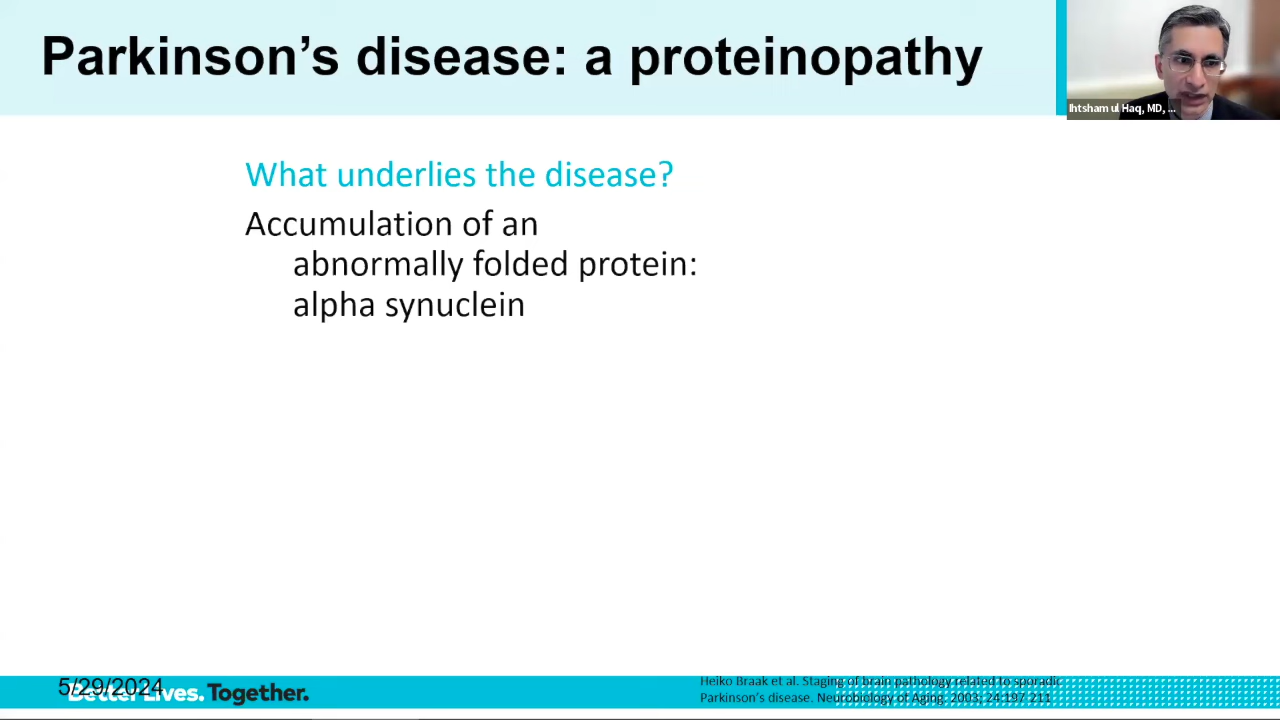 Parkinson's disease: a proteinopathy
Ihtsham ul Haq, MD, ...
What underlies the disease?
Accumulation of an
abnormally folded protein:
alpha synuclein
5/29/2024
Better Lives. Together.
Heiko Braak et al. Staging of brain pathology related to sporadic
Parkinson's disease. Neurobiology of Aging. 2003; 24:197-211